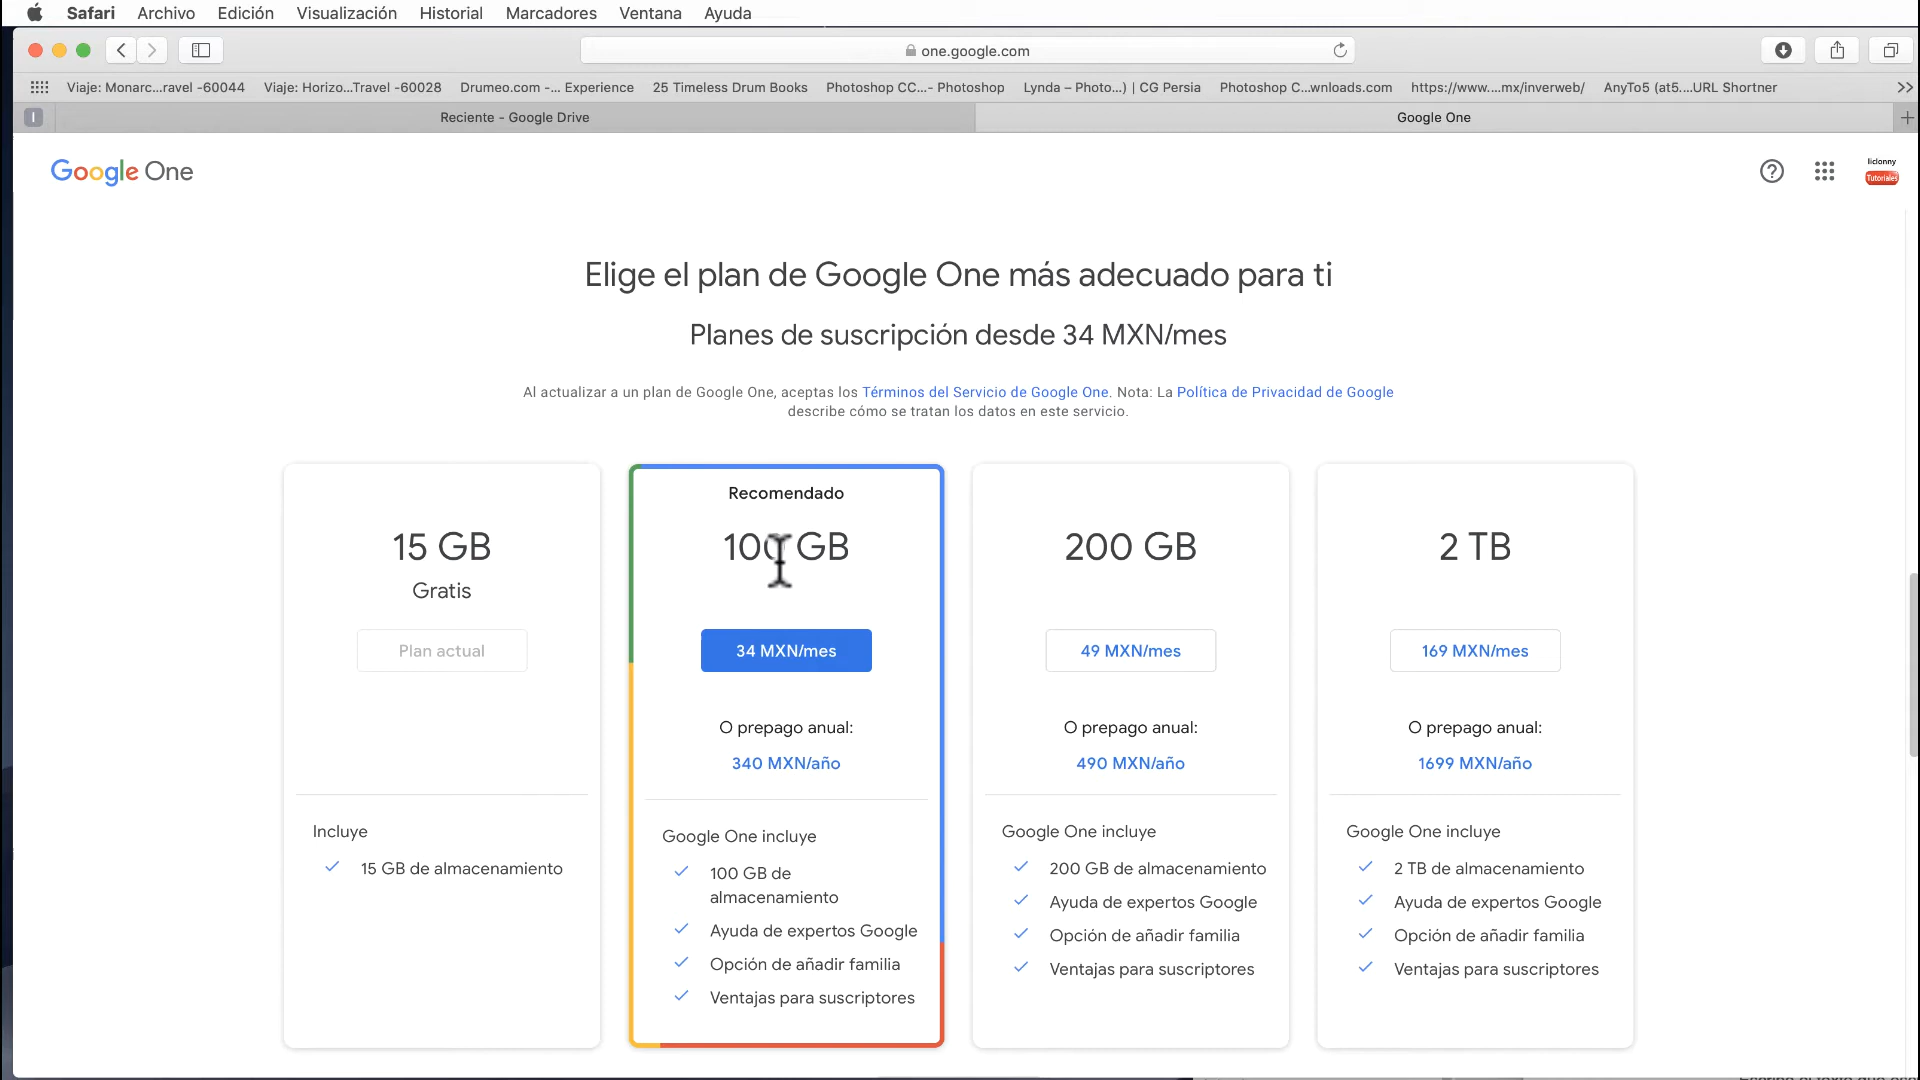 Safari Archivo Edición Visualización Historial Marcadores Ventana Ayuda
one.google.com
Viaje: Monarc...ravel -60044 Viaje: Horizo...Travel -60028 Drumeo.com -... Experience 25 Timeless Drum Books Photoshop CC...- Photoshop Lynda – Photo...) | CG Persia Photoshop C...wnloads.com https://www....mx/inverweb/ AnyTo5 (at5....URL Shortner
I Reciente - Google Drive Google One
Google One
liclonny
Tutoriales
Elige el plan de Google One más adecuado para ti
Planes de suscripción desde 34 MXN/mes
Al actualizar a un plan de Google One, aceptas los Términos del Servicio de Google One. Nota: La Política de Privacidad de Google
describe cómo se tratan los datos en este servicio.
15 GB
Gratis
Plan actual
Incluye
15 GB de almacenamiento
Recomendado
100 GB
34 MXN/mes
O prepago anual:
340 MXN/año
Google One incluye
100 GB de
almacenamiento
Ayuda de expertos Google
Opción de añadir familia
Ventajas para suscriptores
200 GB
49 MXN/mes
O prepago anual:
490 MXN/año
Google One incluye
200 GB de almacenamiento
Ayuda de expertos Google
Opción de añadir familia
Ventajas para suscriptores
2 TB
169 MXN/mes
O prepago anual:
1699 MXN/año
Google One incluye
2 TB de almacenamiento
Ayuda de expertos Google
Opción de añadir familia
Ventajas para suscriptores